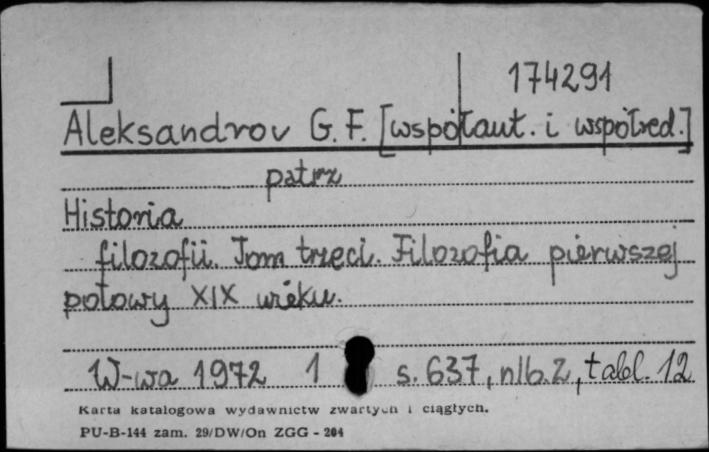 174291
Aleksandrov G.F. [współaut. i współred.]
patrz
Historia
filozofii. Tom trzeci. Filozofia pierwszej
połowy XIX wieku.
W-wa 1972 1 s. 637, nlb. 2, tabl. 12
Karta katalogowa wydawnictw zwartych i ciągłych.
PU-B-144 zam. 29/DW/On ZGG - 204